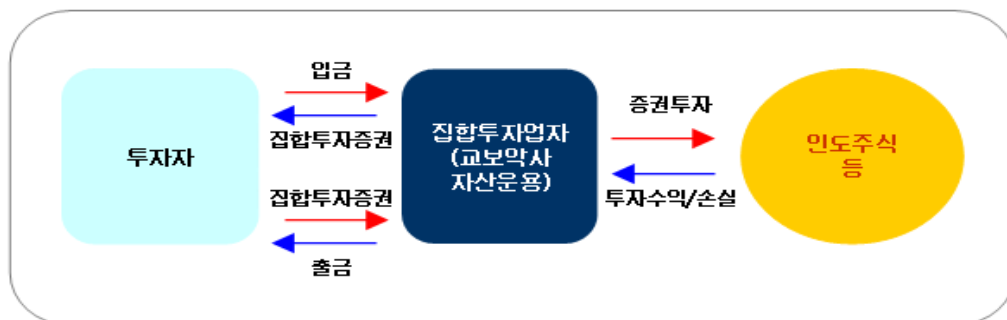 입금
집합투자증권
투자자
집합투자증권
출금
집합투자업자
(교보악사
자산운용)
증권투자
투자수익/손실
인도주식
등